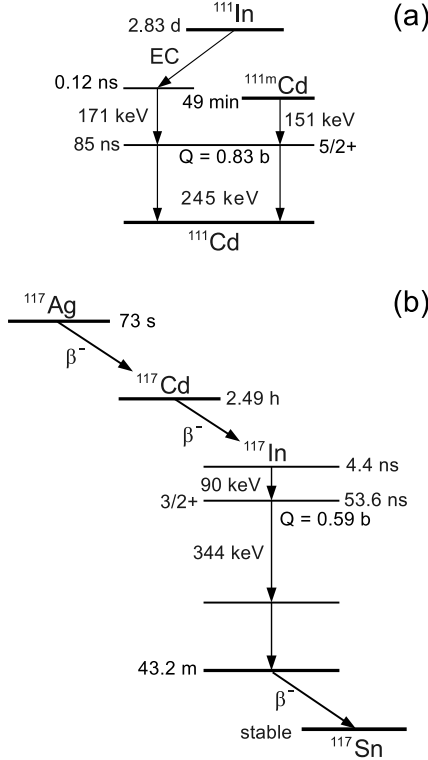 (a)
¹¹¹In
2.83 d
EC
0.12 ns
¹¹¹ᵐCd
49 min
171 keV
151 keV
85 ns
Q = 0.83 b
5/2+
245 keV
¹¹¹Cd
(b)
¹¹⁷Ag
73 s
β⁻
¹¹⁷Cd
2.49 h
β⁻
¹¹⁷In
4.4 ns
90 keV
3/2+
53.6 ns
Q = 0.59 b
344 keV
43.2 m
β⁻
stable
¹¹⁷Sn